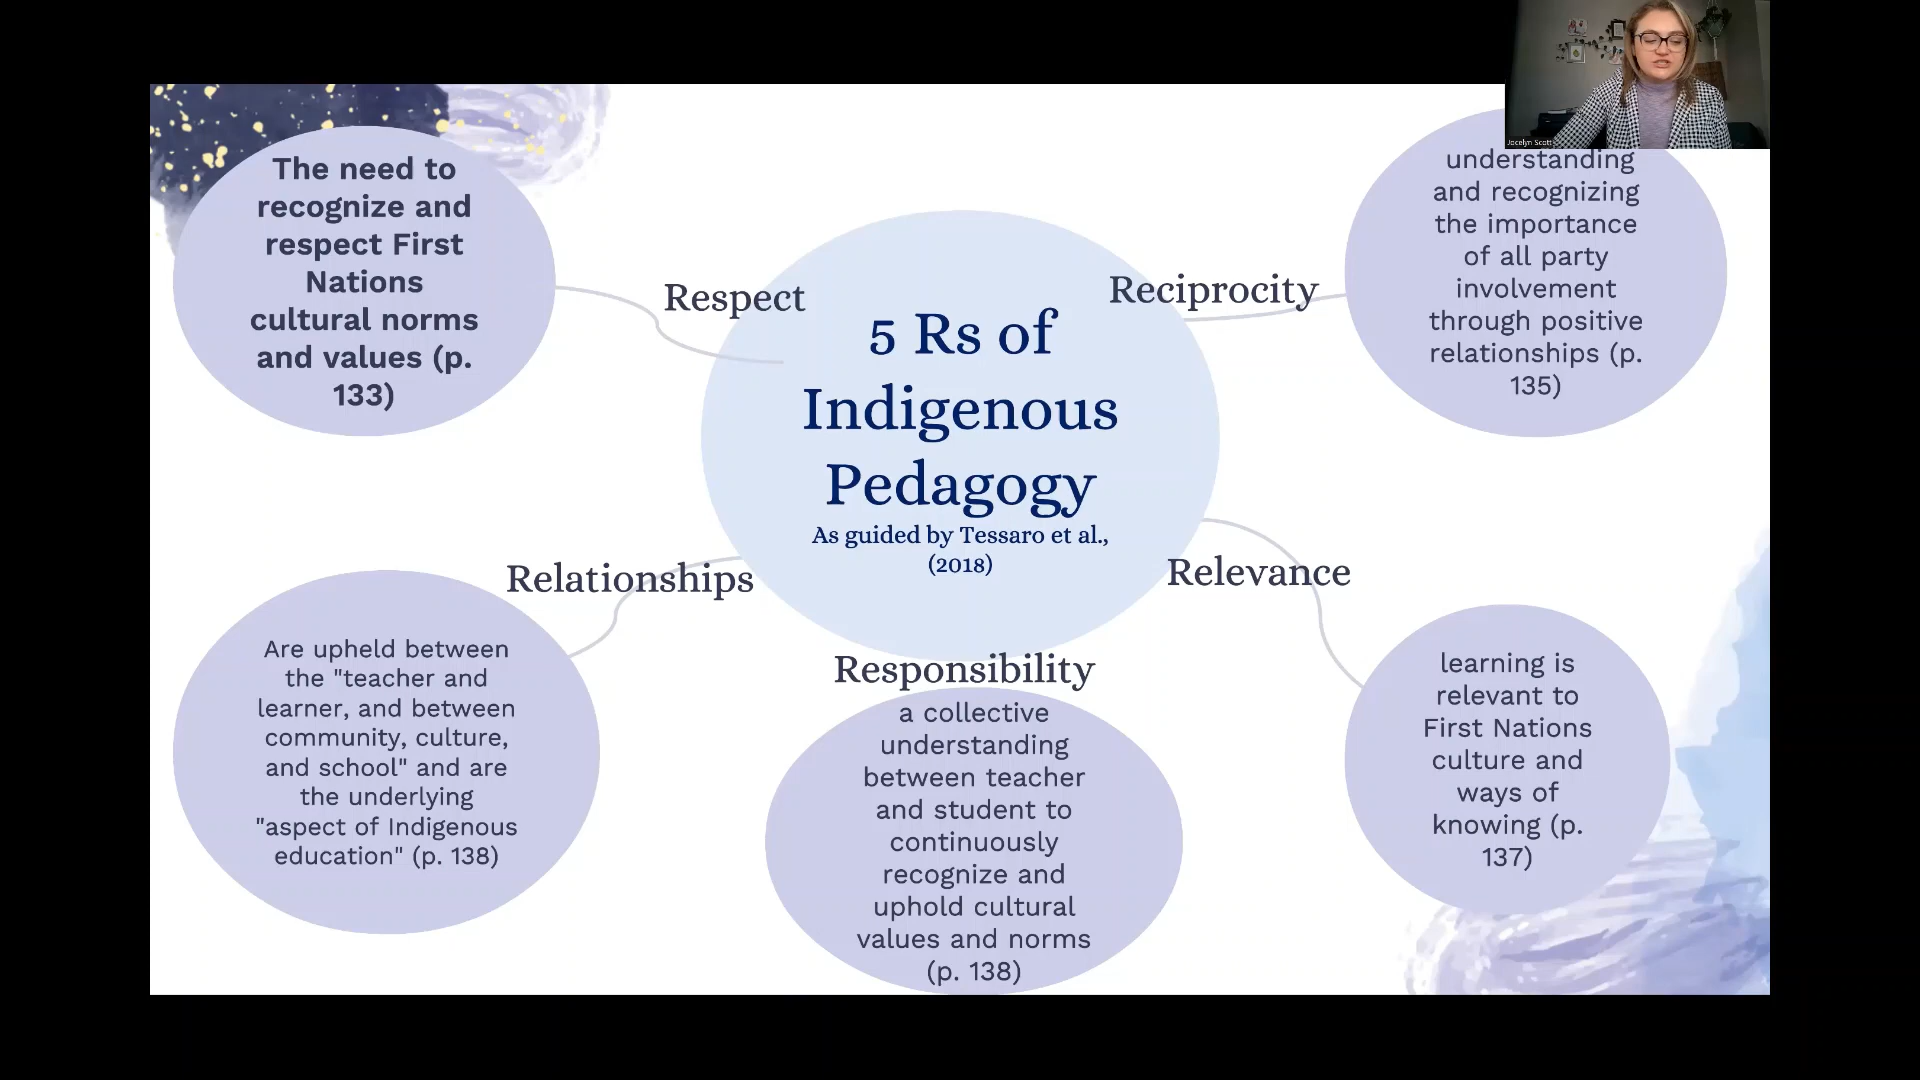 Jocelyn Scott
The need to
recognize and
respect First
Nations
cultural norms
and values (p.
133)
Respect
5 Rs of
Indigenous
Pedagogy
As guided by Tessaro et al.,
(2018)
Reciprocity
understanding
and recognizing
the importance
of all party
involvement
through positive
relationships (p.
135)
Relationships
Are upheld between
the "teacher and
learner, and between
community, culture,
and school" and are
the underlying
"aspect of Indigenous
education" (p. 138)
Responsibility
a collective
understanding
between teacher
and student to
continuously
recognize and
uphold cultural
values and norms
(p. 138)
Relevance
learning is
relevant to
First Nations
culture and
ways of
knowing (p.
137)